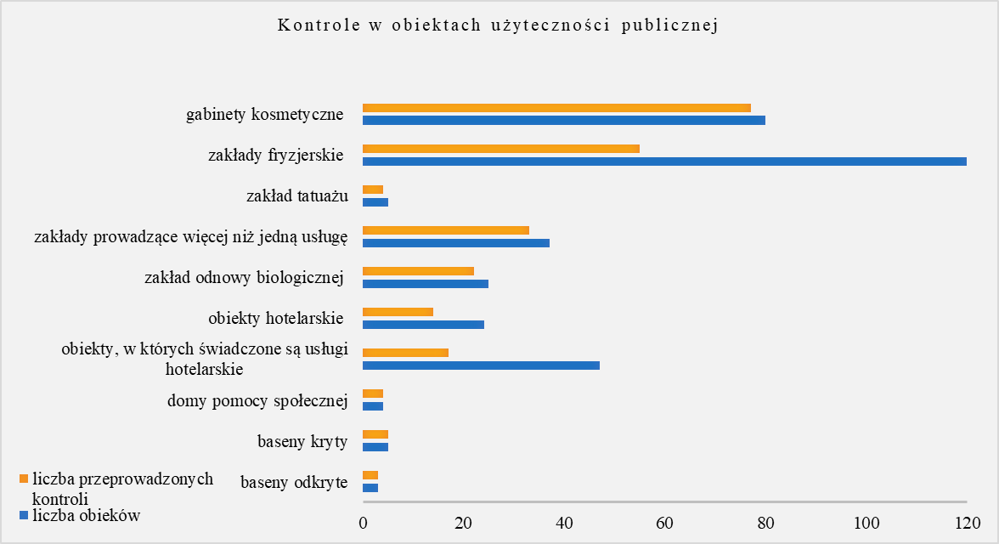 Kontrole w obiektach użyteczności publicznej
gabinety kosmetyczne
zakłady fryzjerskie
zakład tatuażu
zakłady prowadzące więcej niż jedną usługę
zakład odnowy biologicznej
obiekty hotelarskie
obiekty, w których świadczone są usługi
hotelarskie
domy pomocy społecznej
baseny kryty
baseny odkryte
liczba przeprowadzonych
kontroli
liczba obieków
0 20 40 60 80 100 120